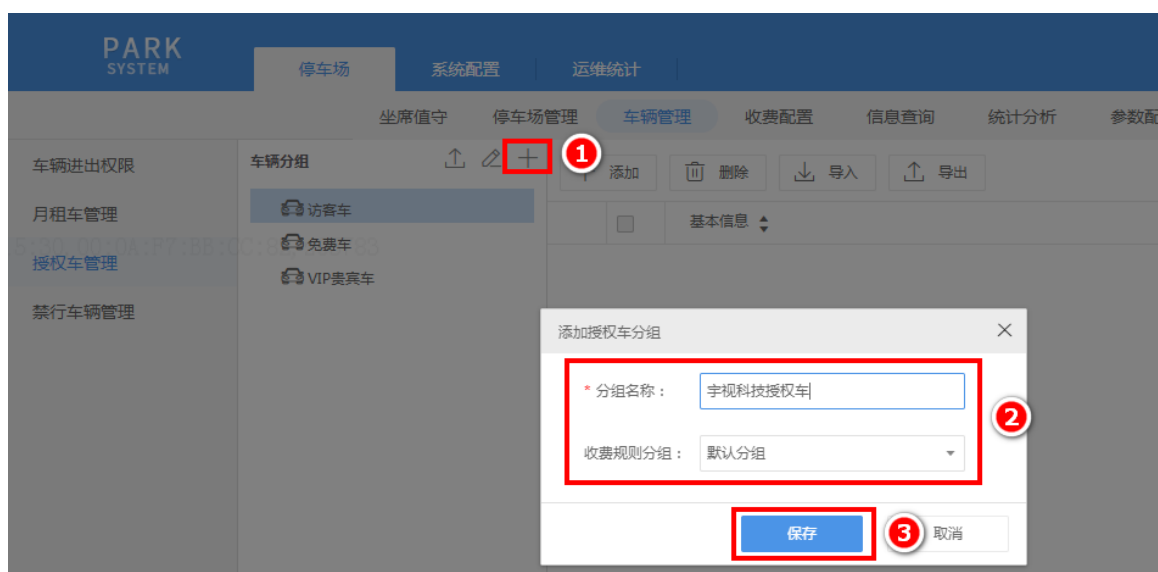 PARK
SYSTEM
停车场 系统配置 运维统计
坐席值守 停车场管理 车辆管理 收费配置 信息查询 统计分析 参数配
车辆进出权限
月租车管理
授权车管理
禁行车辆管理
车辆分组
1
访客车
免费车
VIP贵宾车
添加 删除 导入 导出
基本信息
添加授权车分组
* 分组名称： 宇视科技授权车
2
收费规则分组： 默认分组
保存 3 取消